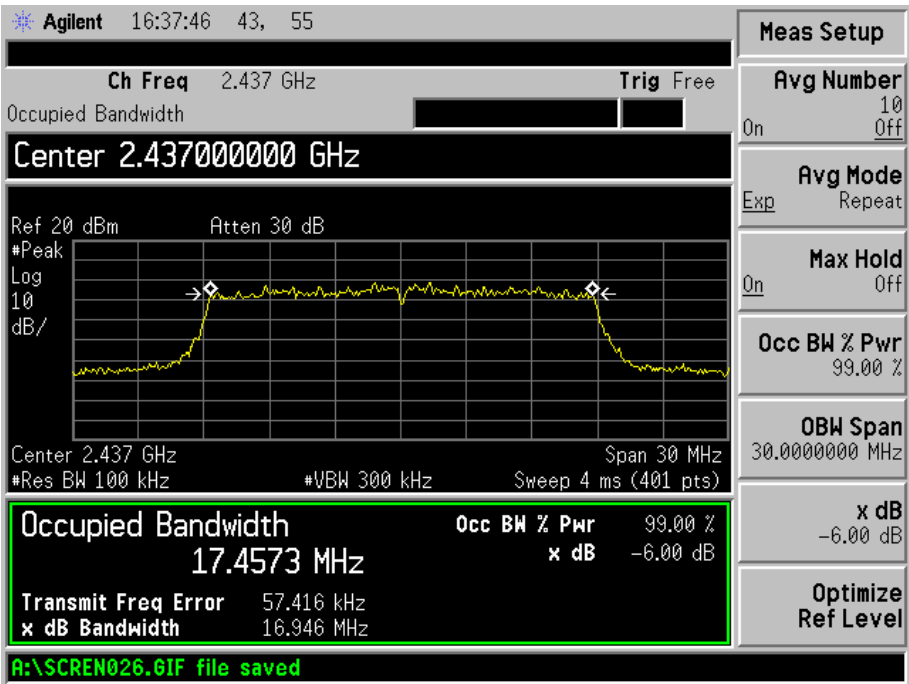 Agilent 16:37:46 43, 55
Ch Freq 2.437 GHz Trig Free
Occupied Bandwidth
Center 2.437000000 GHz
Ref 20 dBm Atten 30 dB
#Peak
Log
10
dB/
Center 2.437 GHz Span 30 MHz
#Res BW 100 kHz #VBW 300 kHz Sweep 4 ms (401 pts)
Occupied Bandwidth Occ BW % Pwr 99.00 %
17.4573 MHz x dB -6.00 dB
Transmit Freq Error 57.416 kHz
x dB Bandwidth 16.946 MHz
A:\SCREN026.GIF file saved
Meas Setup
Avg Number
10
On Off
Avg Mode
Exp Repeat
Max Hold
On Off
Occ BW % Pwr
99.00 %
OBW Span
30.0000000 MHz
x dB
-6.00 dB
Optimize
Ref Level